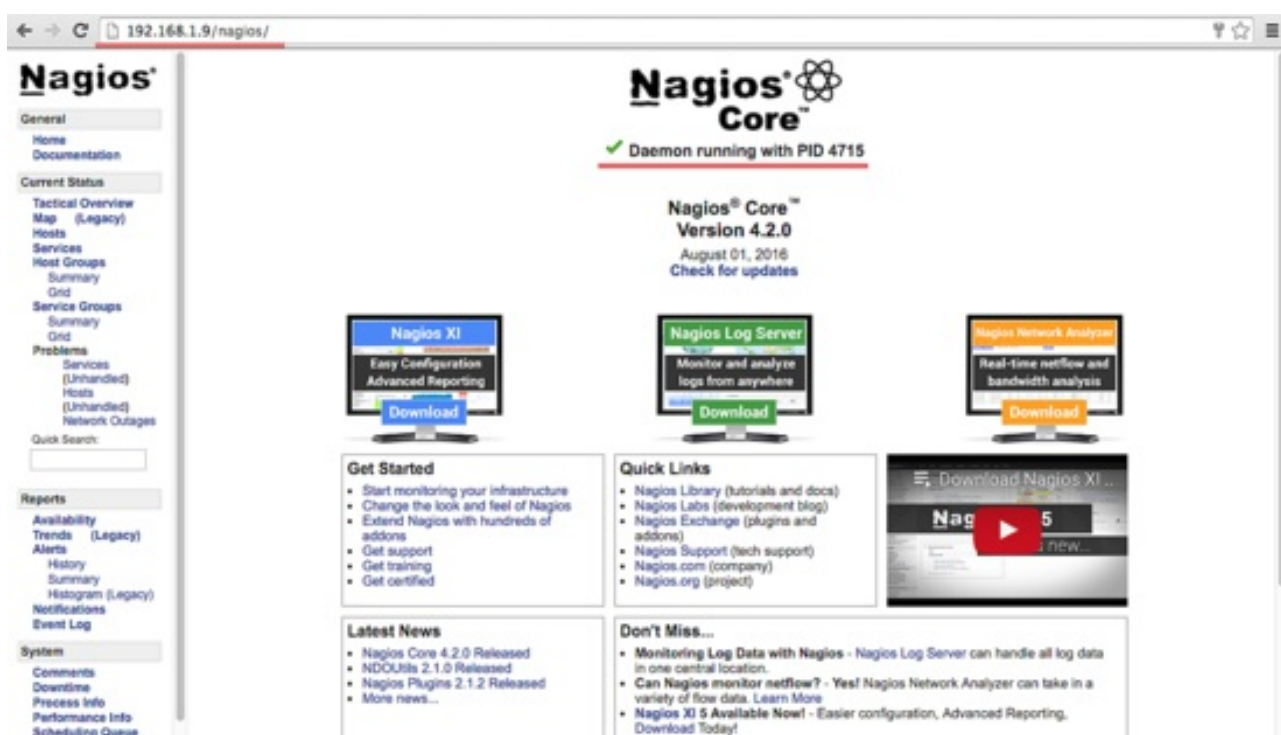 192.168.1.9/nagios/
Nagios®
General
Home
Documentation
Current Status
Tactical Overview
Map (Legacy)
Hosts
Services
Host Groups
Summary
Grid
Service Groups
Summary
Grid
Problems
Services
(Unhandled)
Hosts
(Unhandled)
Network Outages
Quick Search:
Reports
Availability
Trends (Legacy)
Alerts
History
Summary
Histogram (Legacy)
Notifications
Event Log
System
Comments
Downtime
Process Info
Performance Info
Scheduling Queue
Nagios®
Core™
Daemon running with PID 4715
Nagios® Core™
Version 4.2.0
August 01, 2016
Check for updates
Nagios XI
Easy Configuration
Advanced Reporting
Download
Nagios Log Server
Monitor and analyze
logs from anywhere
Download
Nagios Network Analyzer
Real-time netflow and
bandwidth analysis
Download
Get Started
• Start monitoring your infrastructure
• Change the look and feel of Nagios
• Extend Nagios with hundreds of
addons
• Get support
• Get training
• Get certified
Quick Links
• Nagios Library (tutorials and docs)
• Nagios Labs (development blog)
• Nagios Exchange (plugins and
addons)
• Nagios Support (tech support)
• Nagios.com (company)
• Nagios.org (project)
Download Nagios XI ...
Nag 5
new...
Latest News
• Nagios Core 4.2.0 Released
• NDOUtils 2.1.0 Released
• Nagios Plugins 2.1.2 Released
• More news...
Don't Miss...
• Monitoring Log Data with Nagios - Nagios Log Server can handle all log data
in one central location.
• Can Nagios monitor netflow? - Yes! Nagios Network Analyzer can take in a
variety of flow data. Learn More
• Nagios XI 5 Available Now! - Easier configuration, Advanced Reporting,
Download Today!